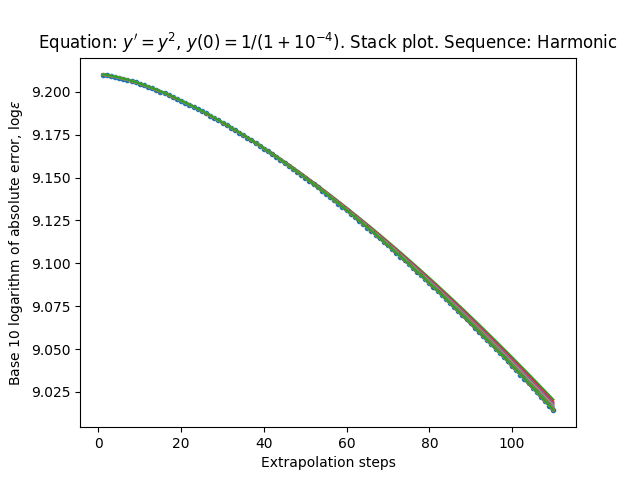 Equation: y′ = y², y(0) = 1/(1 + 10⁻⁴). Stack plot. Sequence: Harmonic
Base 10 logarithm of absolute error, logε
9.200
9.175
9.150
9.125
9.100
9.075
9.050
9.025
0 20 40 60 80 100
Extrapolation steps